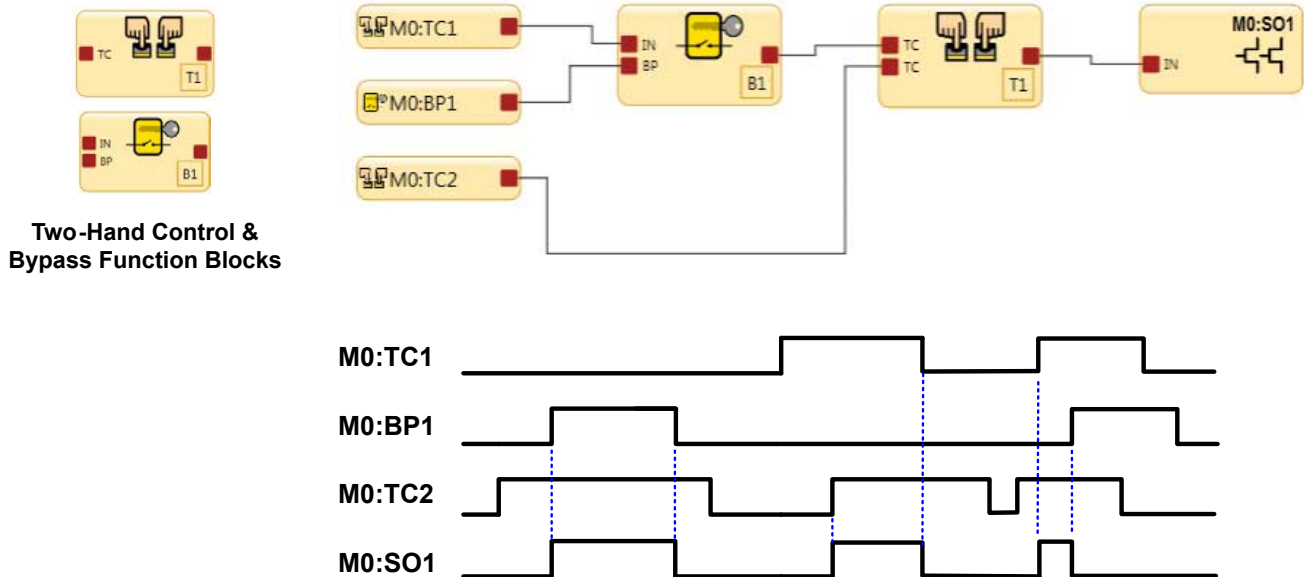 TC
T1
IN
BP
B1
Two-Hand Control &
Bypass Function Blocks
M0:TC1
M0:BP1
M0:TC2
IN
BP
B1
TC
TC
T1
M0:SO1
IN
M0:TC1
M0:BP1
M0:TC2
M0:SO1